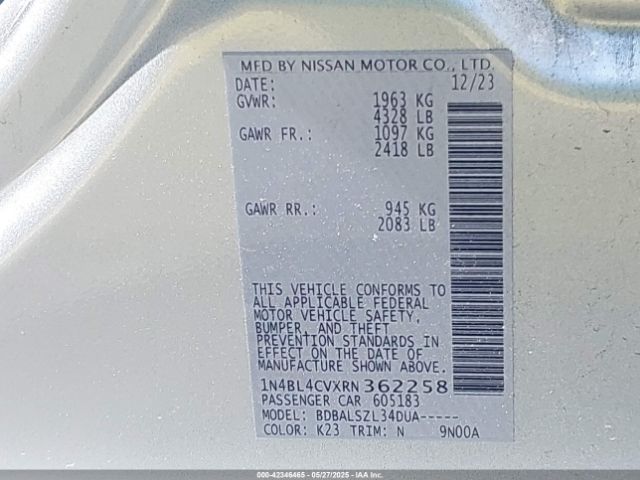 MFD BY NISSAN MOTOR CO., LTD.
DATE: 12/23
GVWR: 1963 KG
4328 LB
GAWR FR.: 1097 KG
2418 LB
GAWR RR.: 945 KG
2083 LB
THIS VEHICLE CONFORMS TO
ALL APPLICABLE FEDERAL
MOTOR VEHICLE SAFETY,
BUMPER, AND THEFT
PREVENTION STANDARDS IN
EFFECT ON THE DATE OF
MANUFACTURE SHOWN ABOVE.
1N4BL4CVXRN362258
PASSENGER CAR 605183
MODEL: BDBALSZL34DUA-----
COLOR: K23 TRIM: N 9N00A
000-42346465 - 05/27/2025 - IAAI.COM